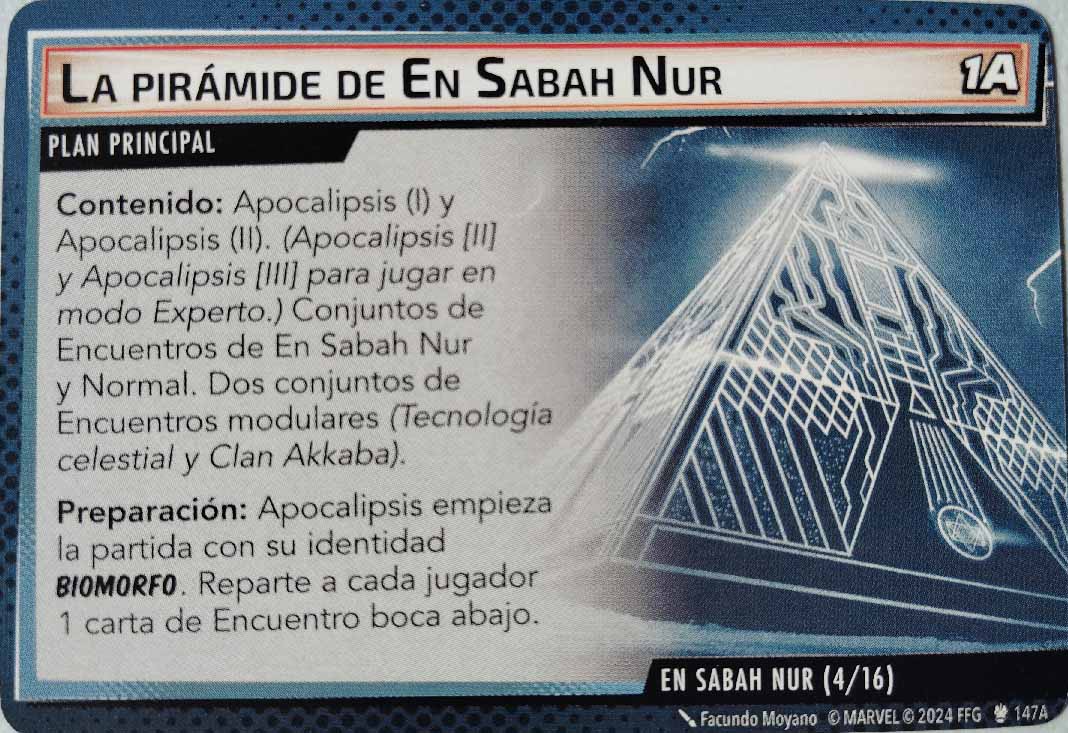 La pirámide de En Sabah Nur 1A
PLAN PRINCIPAL
Contenido: Apocalipsis (I) y
Apocalipsis (II). (Apocalipsis [II]
y Apocalipsis [III] para jugar en
modo Experto.) Conjuntos de
Encuentros de En Sabah Nur
y Normal. Dos conjuntos de
Encuentros modulares (Tecnología
celestial y Clan Akkaba).
Preparación: Apocalipsis empieza
la partida con su identidad
BIOMORFO. Reparte a cada jugador
1 carta de Encuentro boca abajo.
EN SABAH NUR (4/16)
Facundo Moyano © MARVEL © 2024 FFG 147A